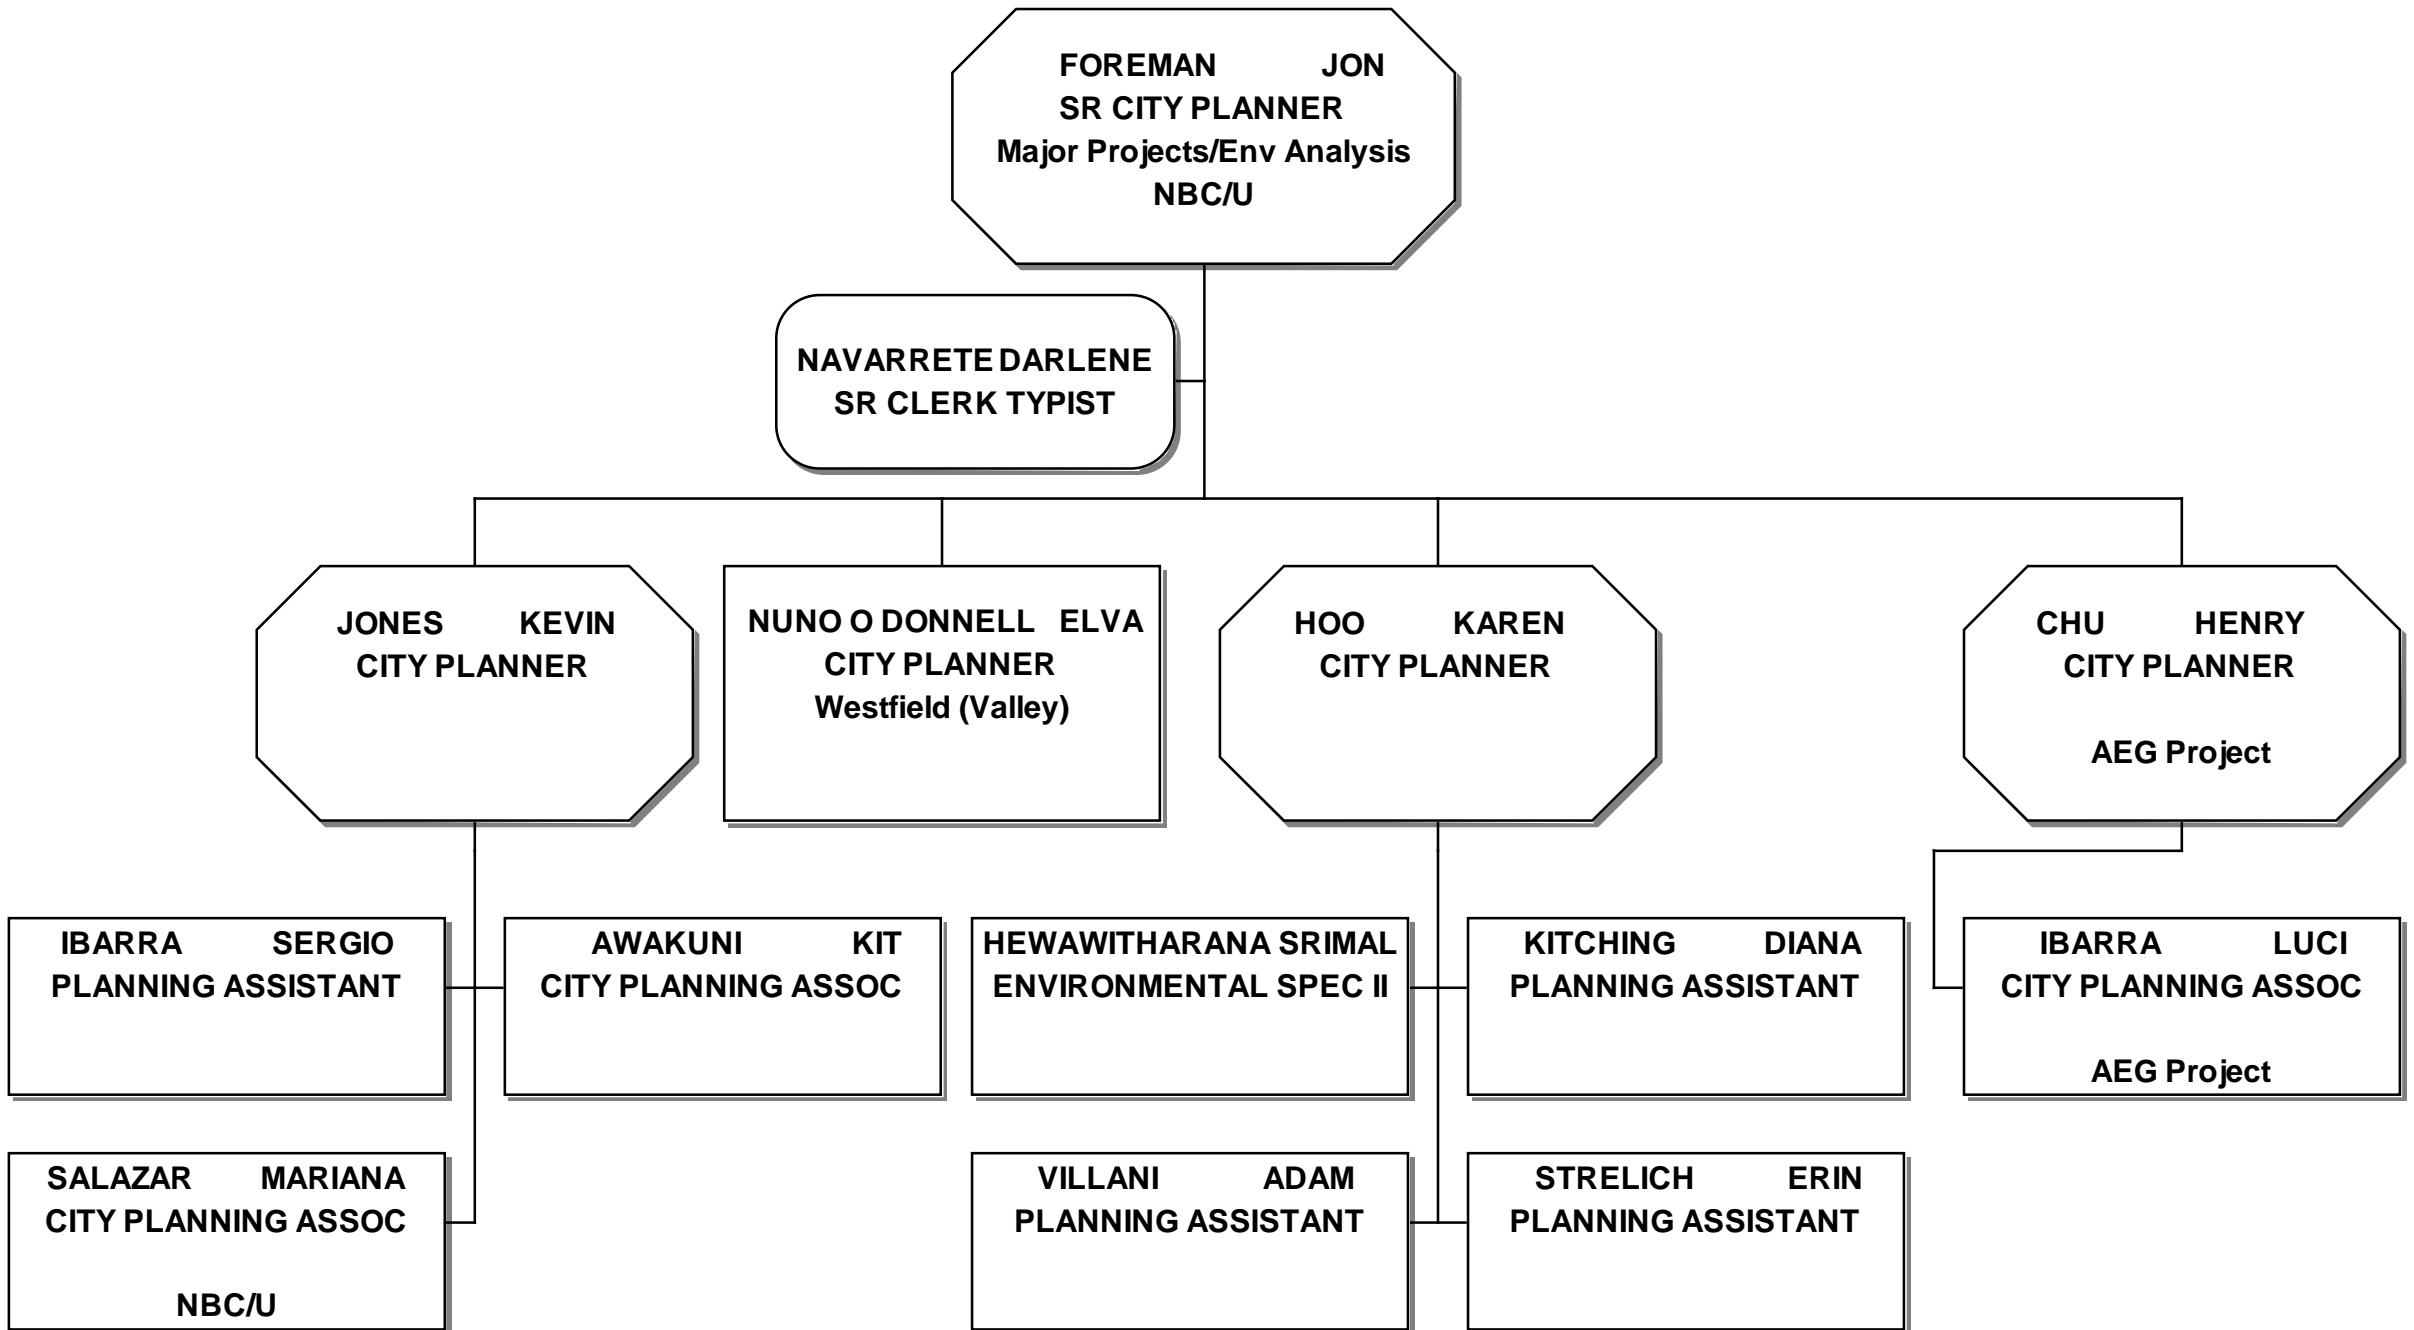 FOREMAN JON
SR CITY PLANNER
Major Projects/Env Analysis
NBC/U
NAVARRETE DARLENE
SR CLERK TYPIST
JONES KEVIN
CITY PLANNER
NUNO O DONNELL ELVA
CITY PLANNER
Westfield (Valley)
HOO KAREN
CITY PLANNER
CHU HENRY
CITY PLANNER
AEG Project
IBARRA SERGIO
PLANNING ASSISTANT
AWAKUNI KIT
CITY PLANNING ASSOC
HEWAWITHARANA SRIMAL
ENVIRONMENTAL SPEC II
KITCHING DIANA
PLANNING ASSISTANT
IBARRA LUCI
CITY PLANNING ASSOC
AEG Project
SALAZAR MARIANA
CITY PLANNING ASSOC
NBC/U
VILLANI ADAM
PLANNING ASSISTANT
STRELICH ERIN
PLANNING ASSISTANT